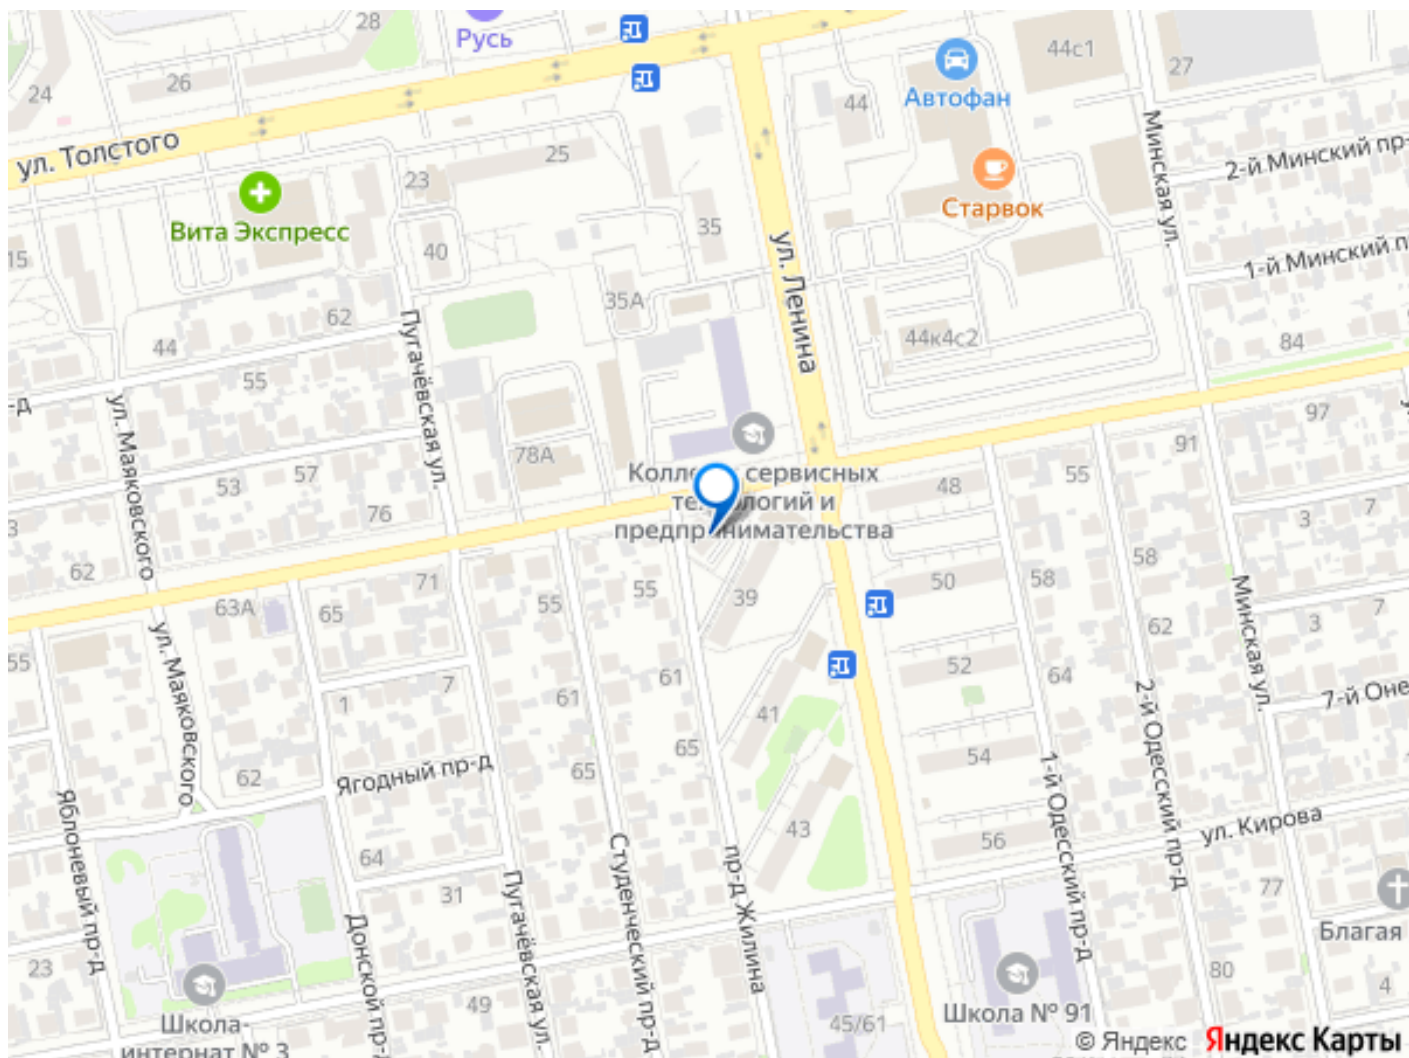 28
Русь
44с1
27
26
24
Автофан
44
ул. Толстого
25
23
Минская ул.
2-й Минский пр-
Старвок
Вита Экспресс
40
35
15
ул. Ленина
1-й Минский п
35А
62
44
Пугачёвская ул.
44к4с2
84
55
-д
ул. Маяковского
97
91
78А
57
53
76
Колле сервисных
те ологий и
предпринимательства
48
55
7
3
62
71
63А
65
55
55
39
50
58
58
62
7
3
Минская ул.
ул. Маяковского
55
7
1
61
61
52
64
7-й Оне
41
2-й Одесский пр-д
65
65
54
62
Ягодный пр-д
1-й Одесский пр-д
Яблоневый пр-д
43
56
ул. Кирова
64
31
Студенческий пр-д
пр-д Жилина
77
Пугачёвская ул.
Донской пр-д
Благая
23
80
4
49
Школа-
интернат № 3
45/61
Школа № 91
© Яндекс Яндекс Карты